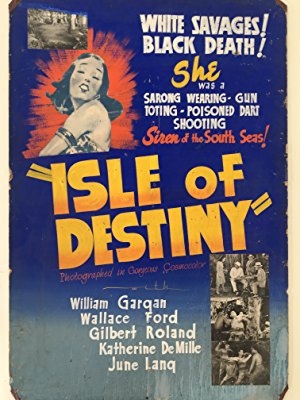 WHITE SAVAGES!
BLACK DEATH!
She
was a
SARONG WEARING - GUN
TOTING - POISONED DART
SHOOTING
Siren of the South Seas!
"ISLE OF
DESTINY"
Photographed in Gorgeous Cosmocolor
with
William Gargan
Wallace Ford
Gilbert Roland
Katherine DeMille
June Lang